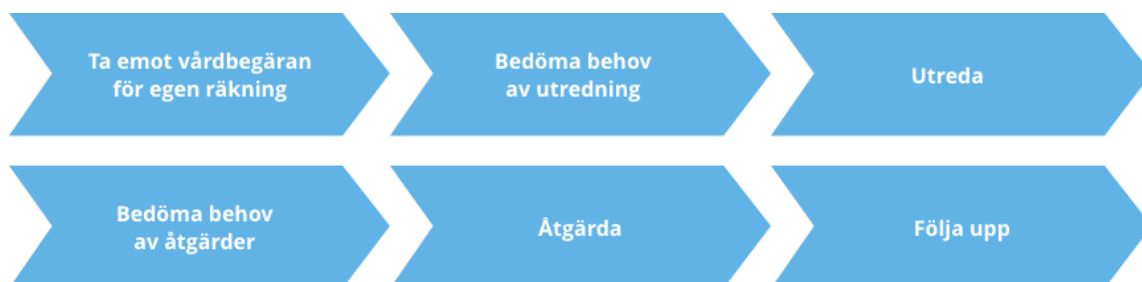 Ta emot vårdbegäran
för egen räkning
Bedöma behov
av utredning
Utreda
Bedöma behov
av åtgärder
Åtgärda
Följa upp